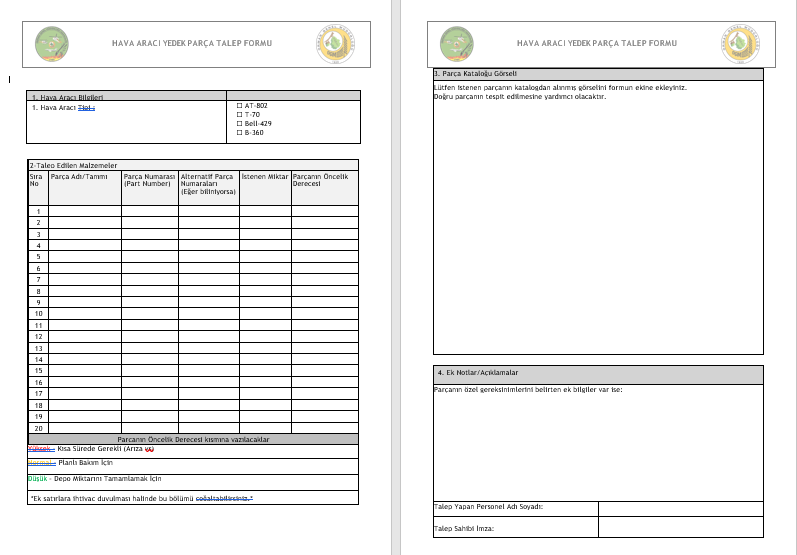 HAVA ARACI YEDEK PARÇA TALEP FORMU
1. Hava Aracı Bilgileri
1. Hava Aracı Tipi :
☐ AT-802
☐ T-70
☐ Bell-429
☐ B-360
2-Talep Edilen Malzemeler
Sıra No
Parça Adı/Tanımı
Parça Numarası (Part Number)
Alternatif Parça Numaraları (Eğer biliniyorsa)
İstenen Miktar
Parçanın Öncelik Derecesi
1
2
3
4
5
6
7
8
9
10
11
12
13
14
15
16
17
18
19
20
Parçanın Öncelik Derecesi kısmına yazılacaklar
Yüksek - Kısa Sürede Gerekli (Arıza vs)
Normal - Planlı Bakım İçin
Düşük - Depo Miktarını Tamamlamak İçin
*Ek satırlara ihtiyaç duyulması halinde bu bölümü çoğaltabilirsiniz.*
HAVA ARACI YEDEK PARÇA TALEP FORMU
3. Parça Kataloğu Görseli
Lütfen istenen parçanın katalogdan alınmış görselini formun ekine ekleyiniz.
Doğru parçanın tespit edilmesine yardımcı olacaktır.
4. Ek Notlar/Açıklamalar
Parçanın özel gereksinimlerini belirten ek bilgiler var ise:
Talep Yapan Personel Adı Soyadı:
Talep Sahibi İmza: